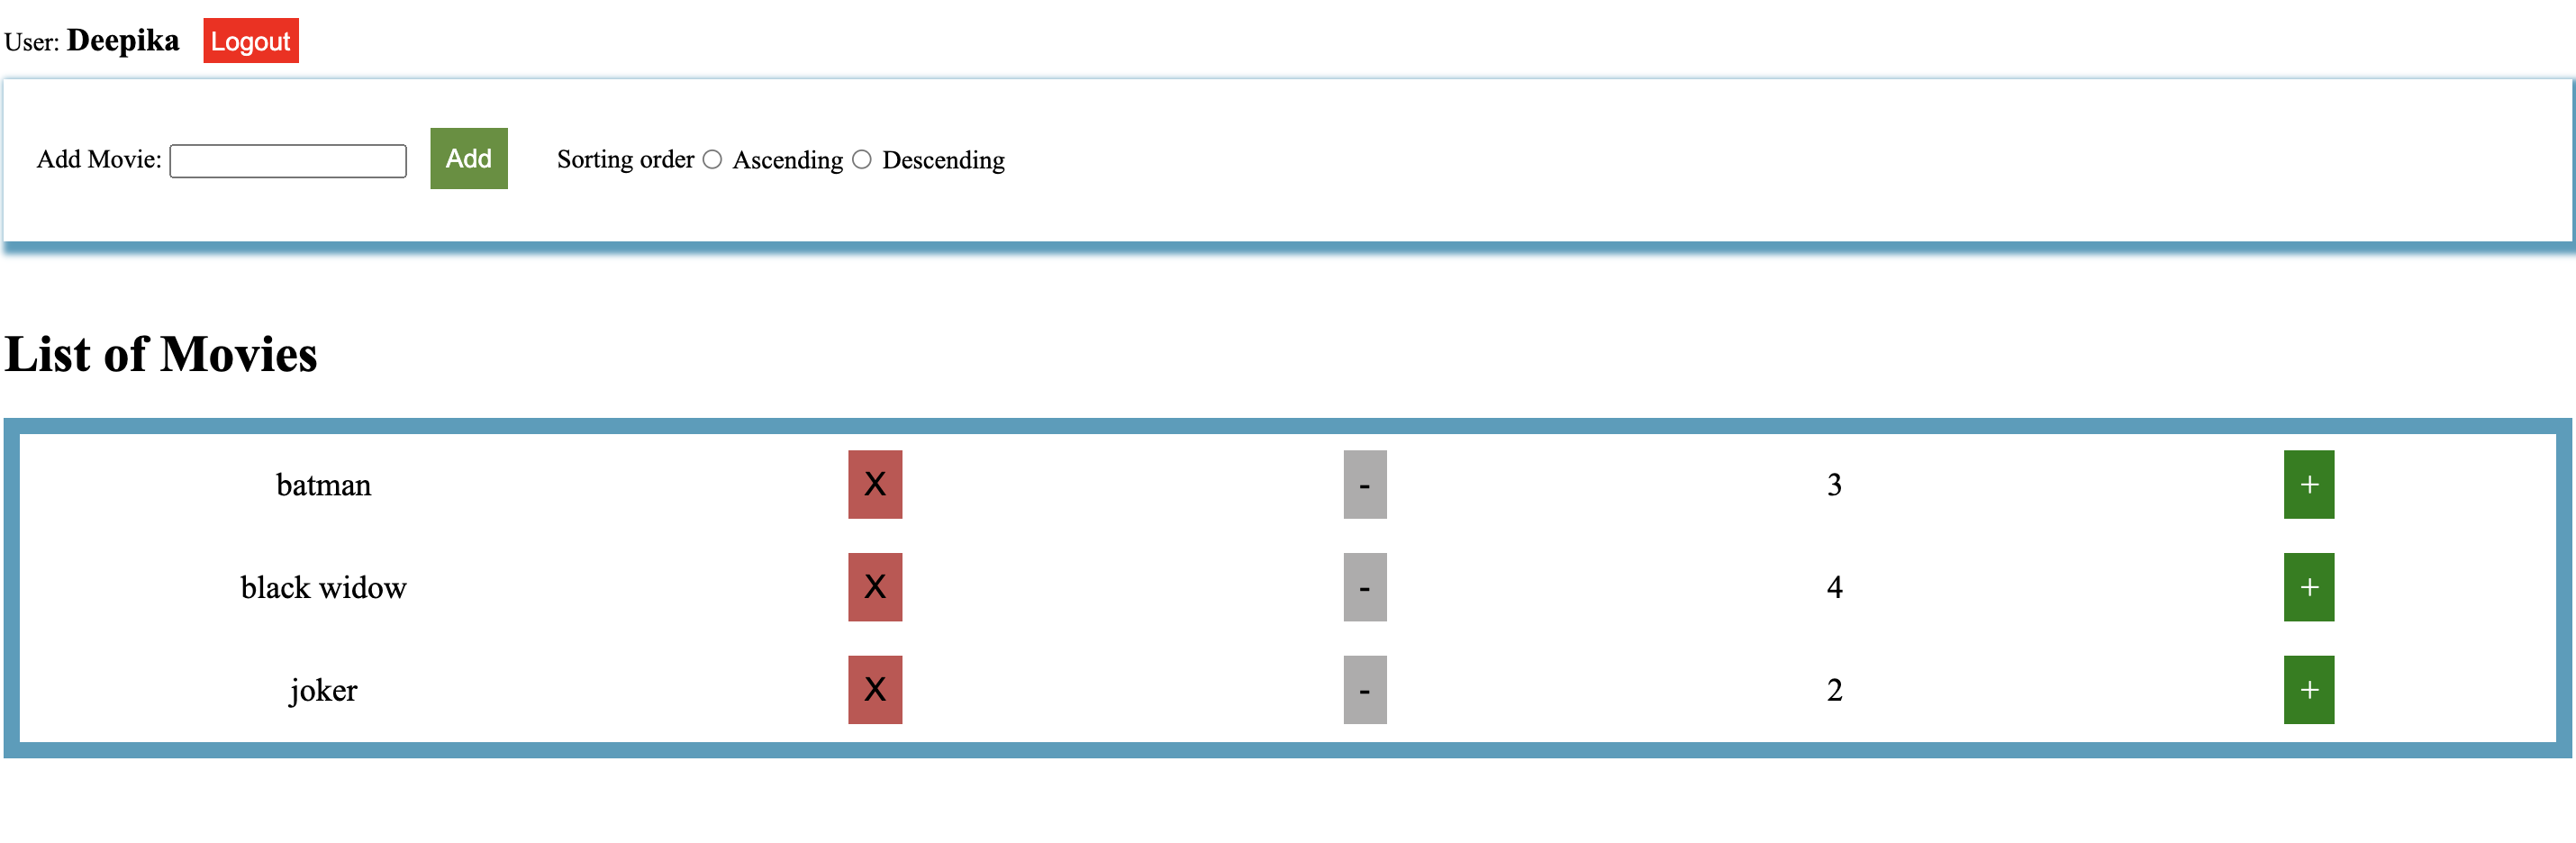 User: Deepika Logout
Add Movie: Add Sorting order Ascending Descending
List of Movies
batman X - 3 +
black widow X - 4 +
joker X - 2 +